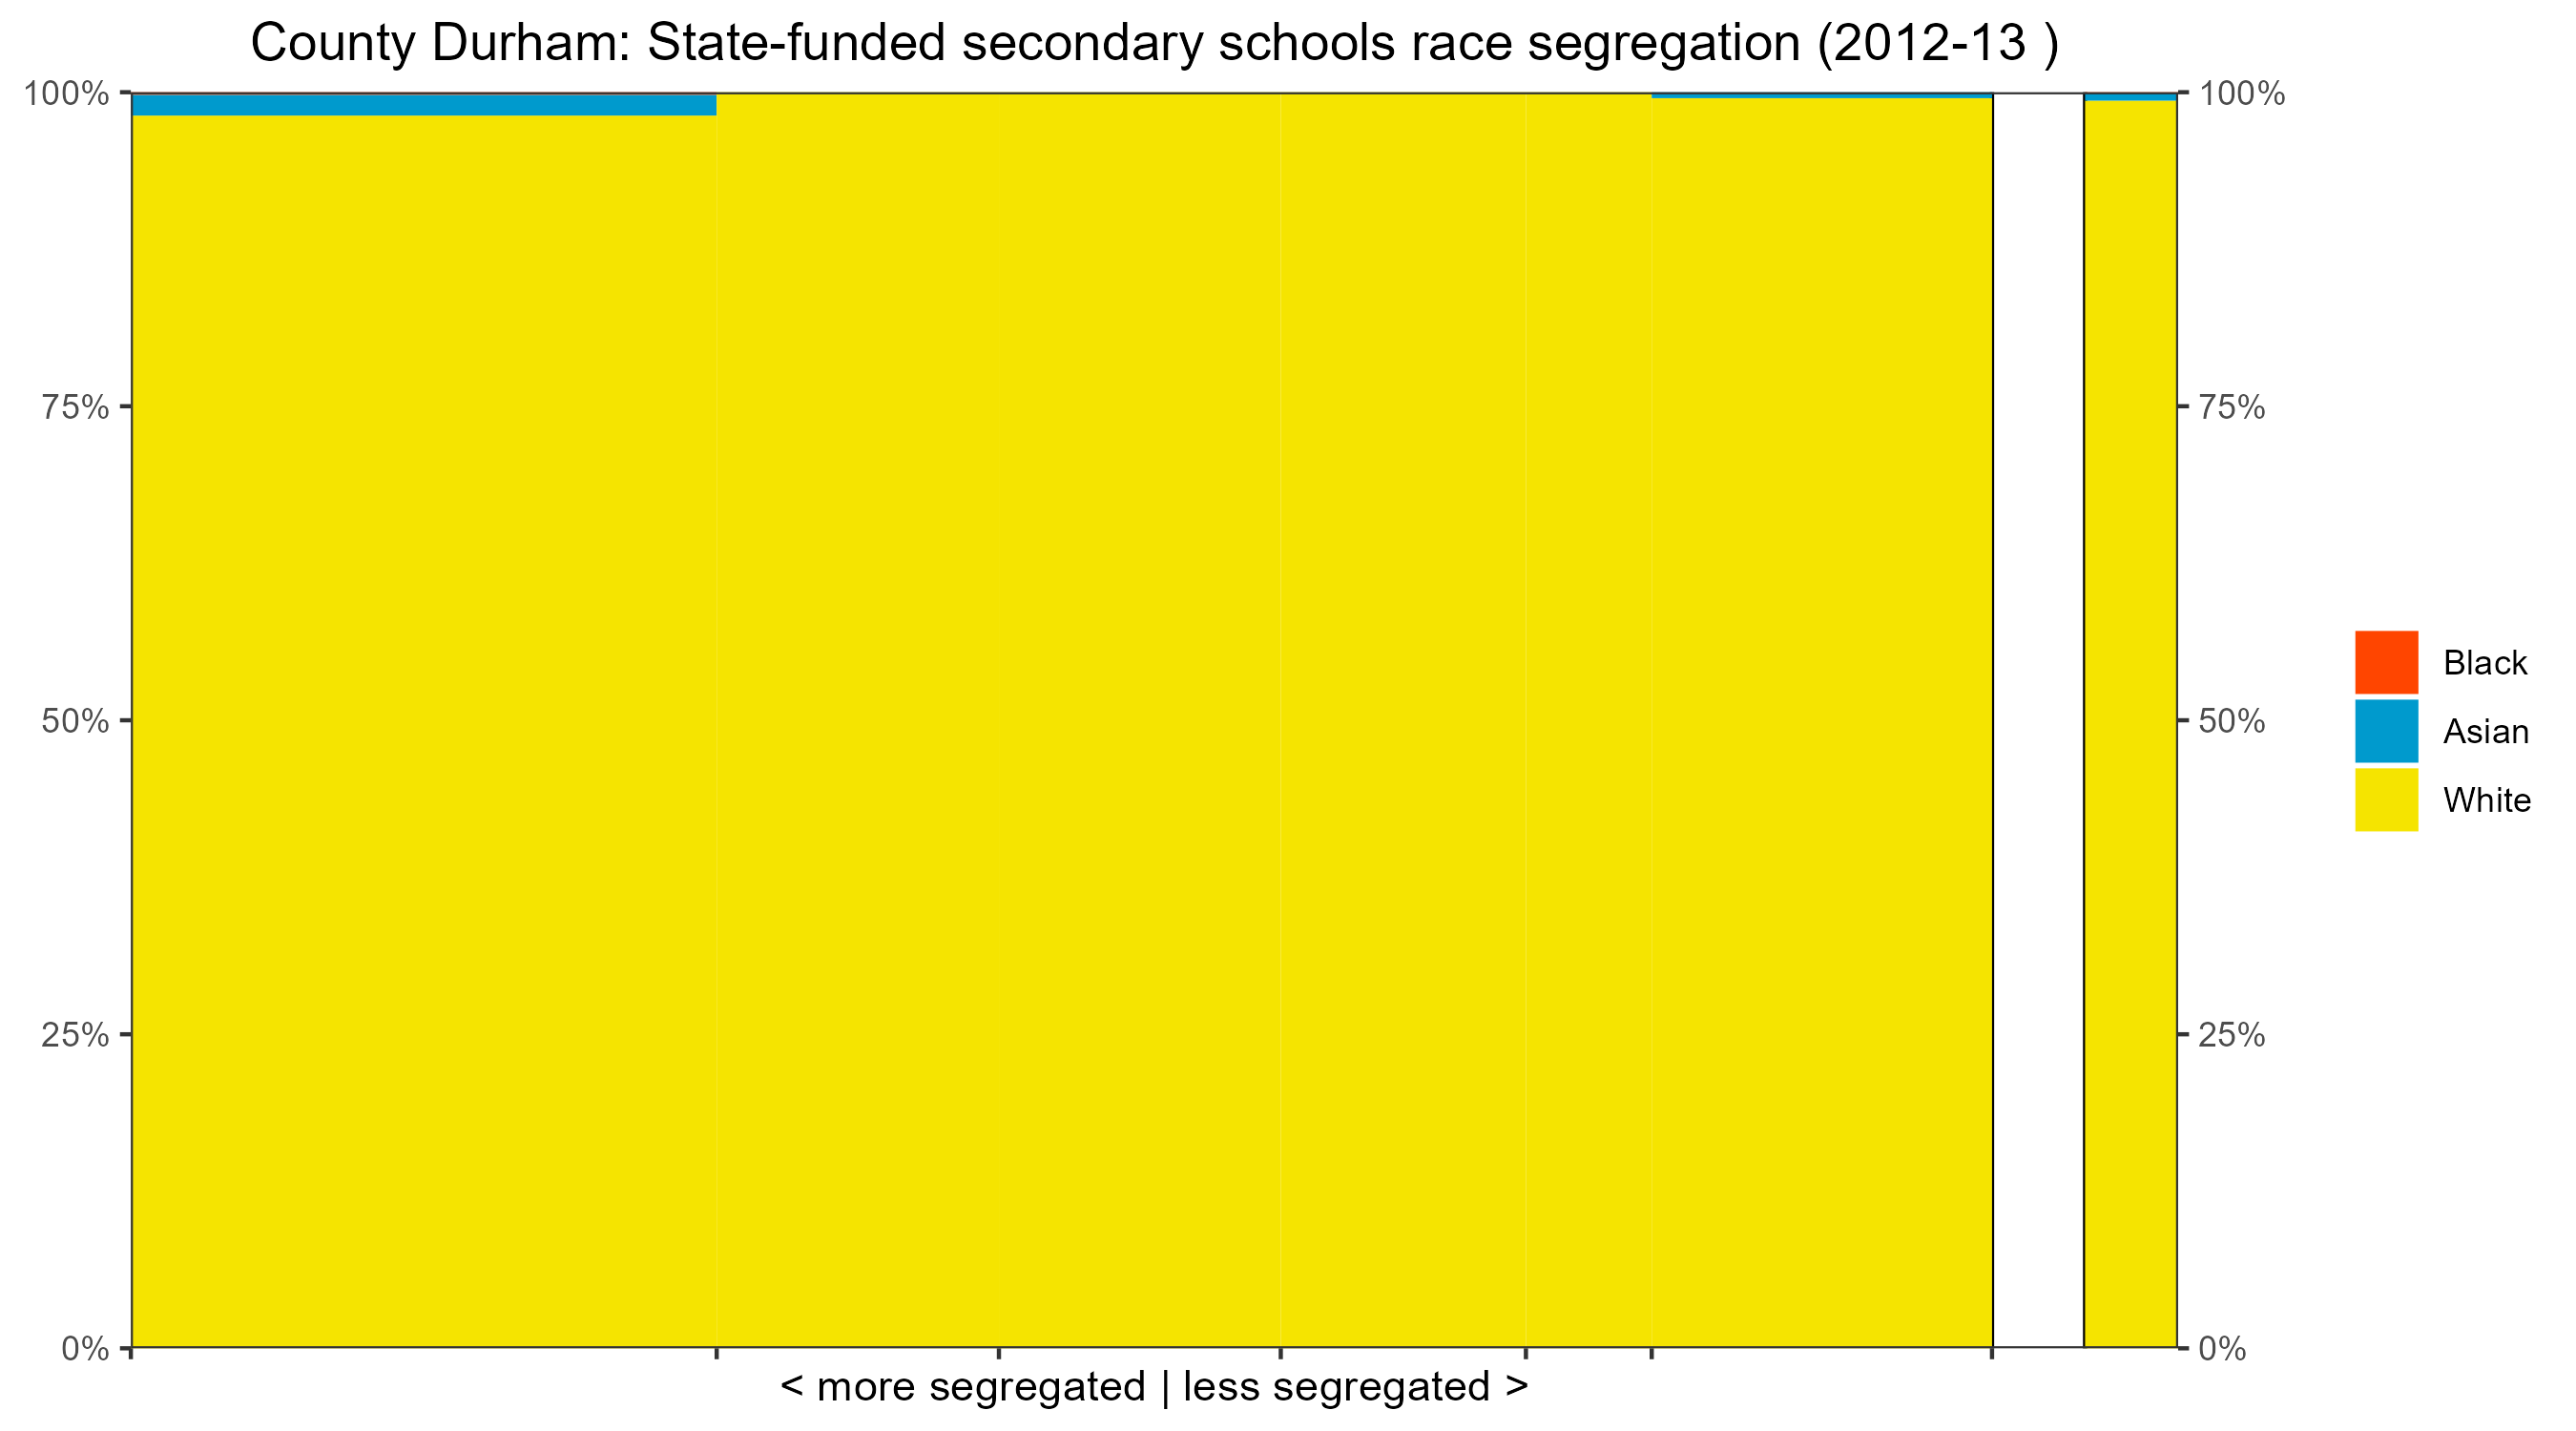 County Durham: State-funded secondary schools race segregation (2012-13 )
100%
100%
75%
75%
50%
50%
25%
25%
0%
0%
Black
Asian
White
< more segregated | less segregated >